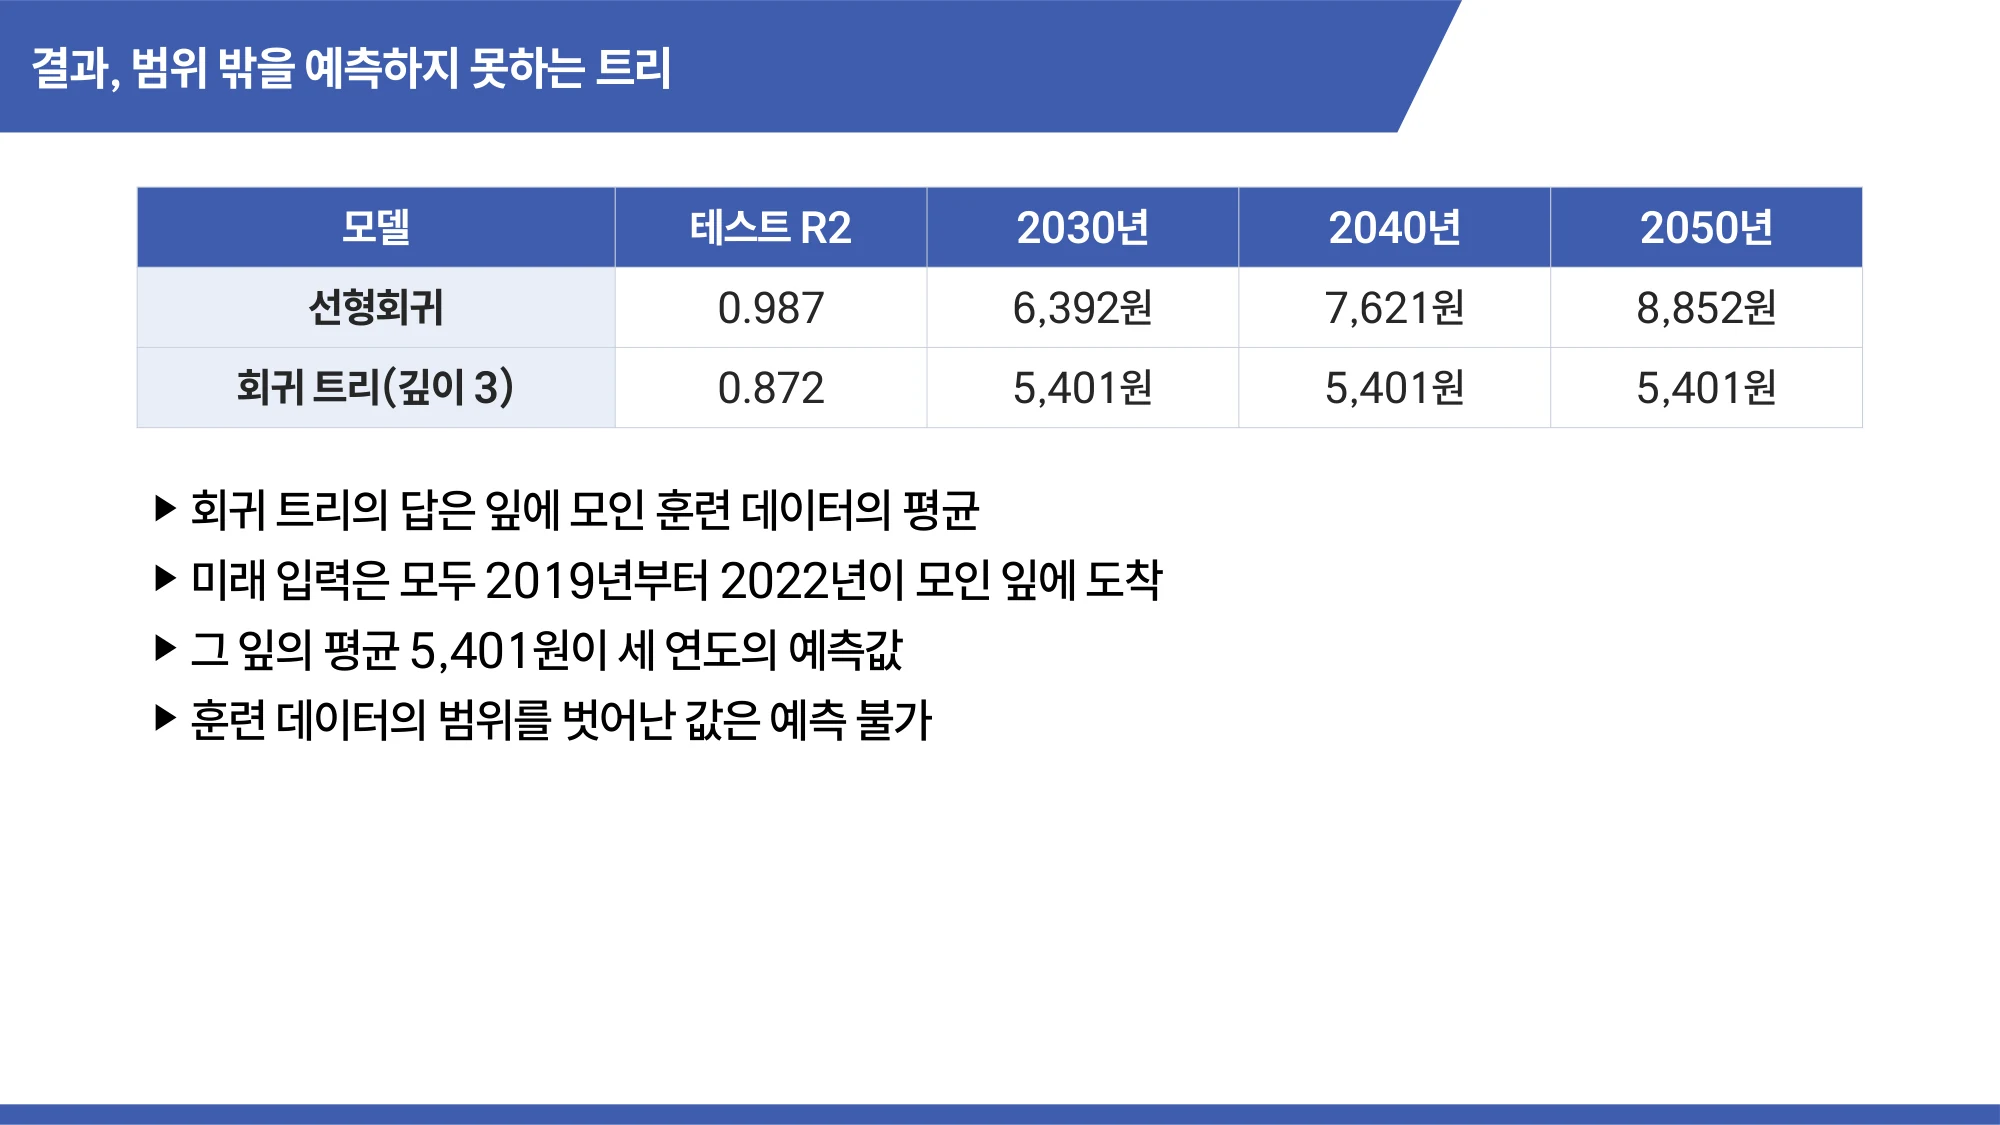 결과, 범위 밖을 예측하지 못하는 트리
모델 테스트 R2 2030년 2040년 2050년
선형회귀 0.987 6,392원 7,621원 8,852원
회귀 트리(깊이 3) 0.872 5,401원 5,401원 5,401원
▶ 회귀 트리의 답은 잎에 모인 훈련 데이터의 평균
▶ 미래 입력은 모두 2019년부터 2022년이 모인 잎에 도착
▶ 그 잎의 평균 5,401원이 세 연도의 예측값
▶ 훈련 데이터의 범위를 벗어난 값은 예측 불가